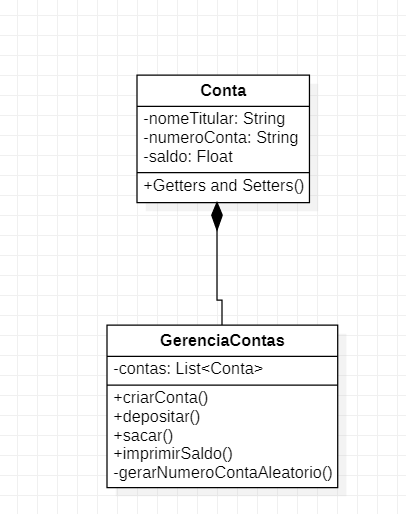 Conta
-nomeTitular: String
-numeroConta: String
-saldo: Float
+Getters and Setters()
GerenciaContas
-contas: List<Conta>
+criarConta()
+depositar()
+sacar()
+imprimirSaldo()
-gerarNumeroContaAleatorio()